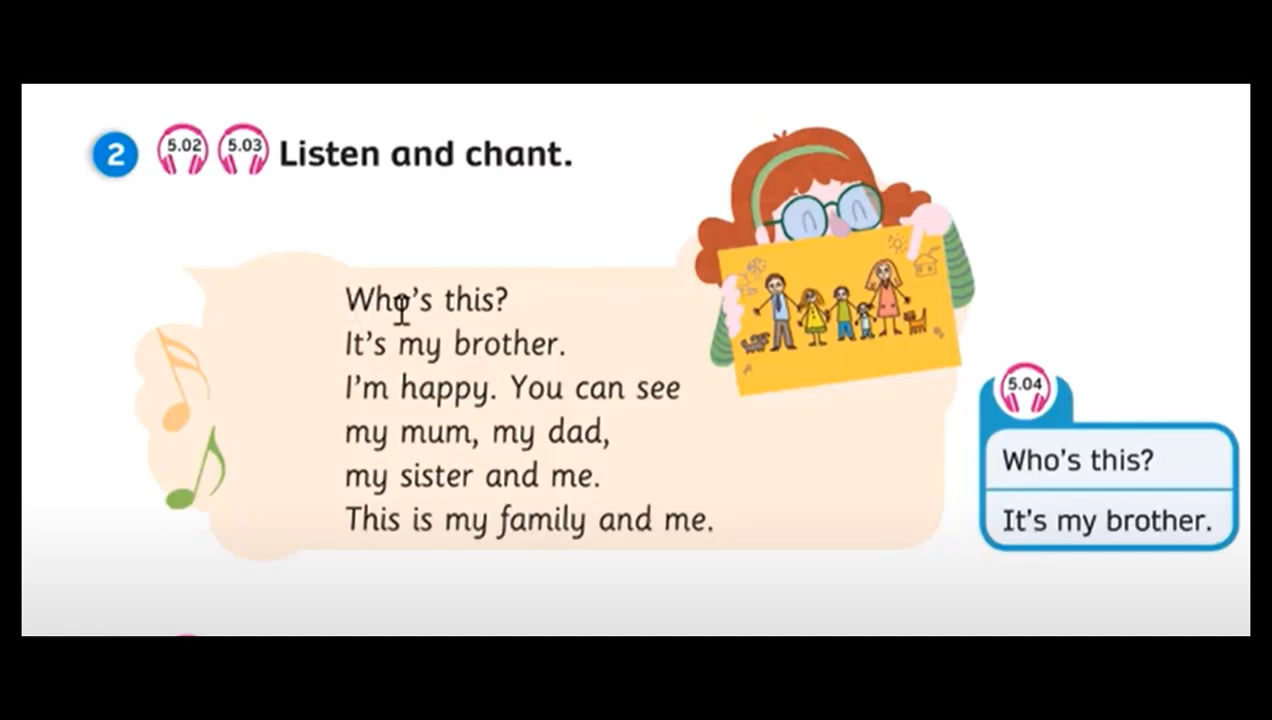 2 5.02 5.03 Listen and chant.
Who's this?
It's my brother.
I'm happy. You can see
my mum, my dad,
my sister and me.
This is my family and me.
5.04
Who's this?
It's my brother.